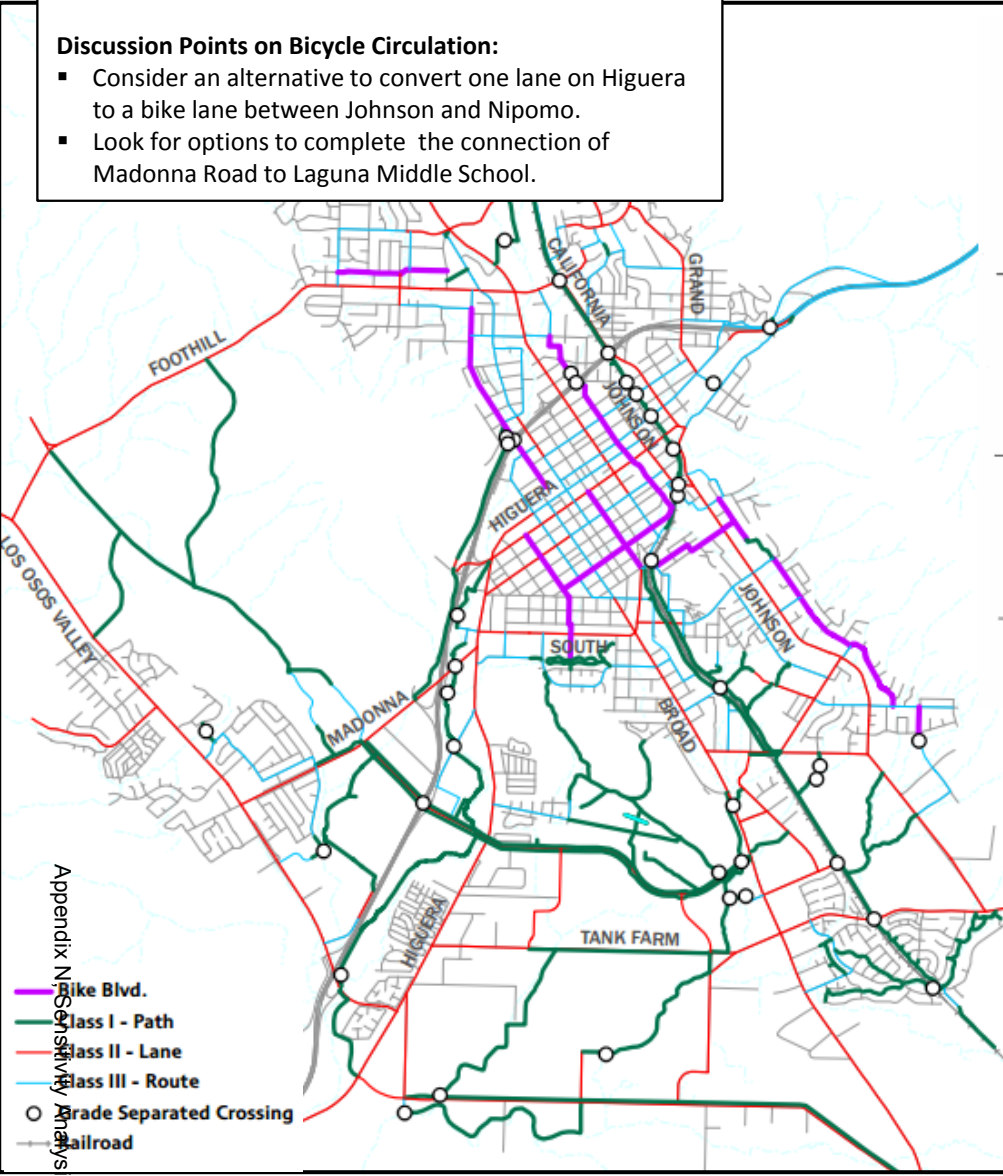 Discussion Points on Bicycle Circulation:
▪ Consider an alternative to convert one lane on Higuera
to a bike lane between Johnson and Nipomo.
▪ Look for options to complete the connection of
Madonna Road to Laguna Middle School.
CALIFORNIA
GRAND
FOOTHILL
JOHNSON
HIGUERA
LOS OSOS VALLEY
JOHNSON
SOUTH
MADONNA
BROAD
HIGUERA
TANK FARM
Appendix N, Sensitivity Analysi
Bike Blvd.
Class I - Path
Class II - Lane
Class III - Route
Grade Separated Crossing
Railroad